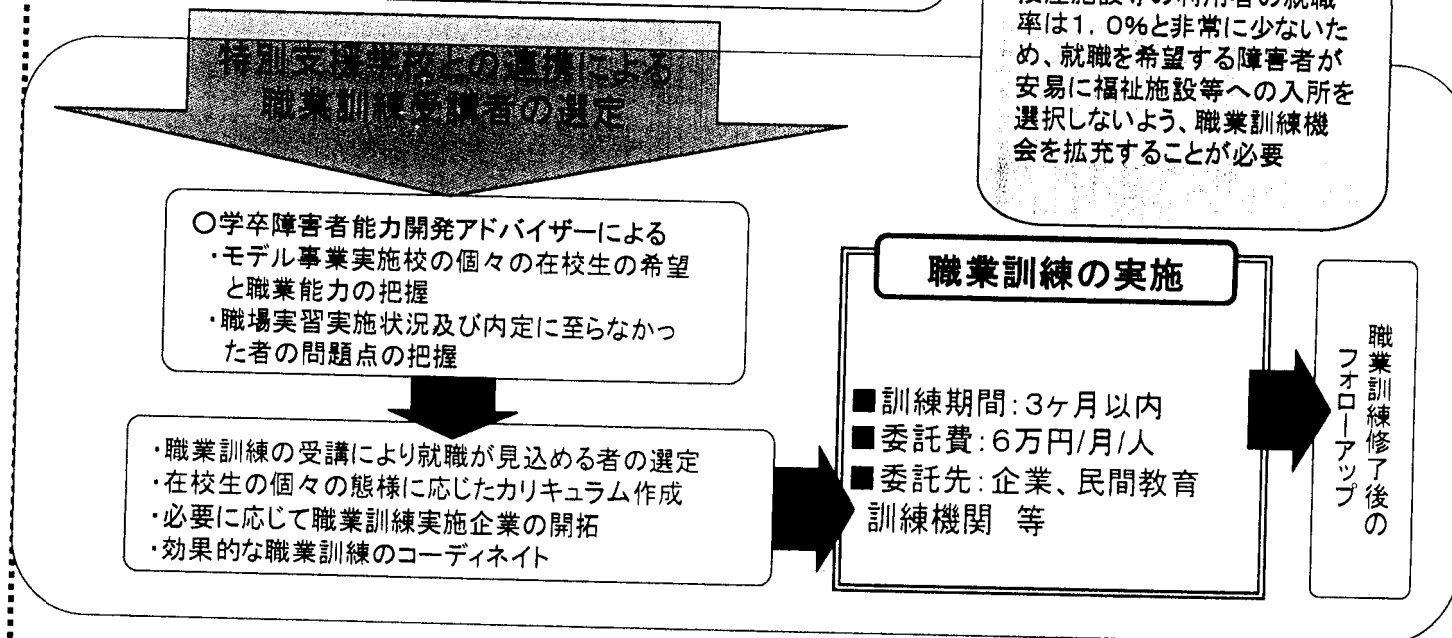 特別支援学校との連携による
職業訓練受講者の選定
率は1.0%と非常に少ないた
め、就職を希望する障害者が
安易に福祉施設等への入所を
選択しないよう、職業訓練機
会を拡充することが必要
○学卒障害者能力開発アドバイザーによる
・モデル事業実施校の個々の在校生の希望
と職業能力の把握
・職場実習実施状況及び内定に至らなかっ
た者の問題点の把握
・職業訓練の受講により就職が見込める者の選定
・在校生の個々の態様に応じたカリキュラム作成
・必要に応じて職業訓練実施企業の開拓
・効果的な職業訓練のコーディネイト
職業訓練の実施
■訓練期間:3ヶ月以内
■委託費:6万円/月/人
■委託先:企業、民間教育
訓練機関 等
職業訓練修了後の
フォローアップ